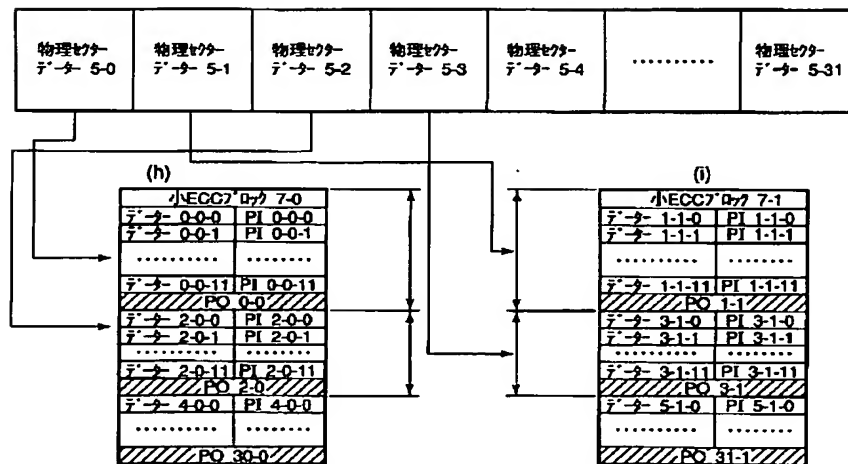 物理セクター データー 5-0
物理セクター データー 5-1
物理セクター データー 5-2
物理セクター データー 5-3
物理セクター データー 5-4
…………
物理セクター データー 5-31
(h)
小ECCブロック 7-0
データー 0-0-0 PI 0-0-0
データー 0-0-1 PI 0-0-1
………… …………
データー 0-0-11 PI 0-0-11
PO 0-0
データー 2-0-0 PI 2-0-0
データー 2-0-1 PI 2-0-1
………… …………
データー 2-0-11 PI 2-0-11
PO 2-0
データー 4-0-0 PI 4-0-0
………… …………
PO 30-0
(i)
小ECCブロック 7-1
データー 1-1-0 PI 1-1-0
データー 1-1-1 PI 1-1-1
………… …………
データー 1-1-11 PI 1-1-11
PO 1-1
データー 3-1-0 PI 3-1-0
データー 3-1-1 PI 3-1-1
………… …………
データー 3-1-11 PI 3-1-11
PO 3-1
データー 5-1-0 PI 5-1-0
………… …………
PO 31-1